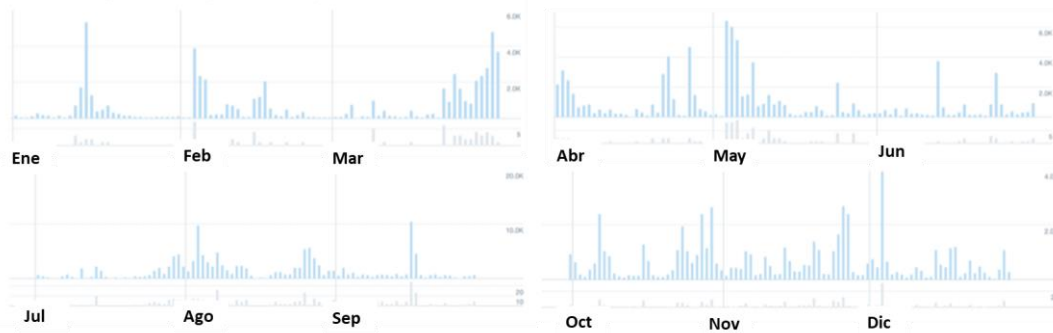 6.0K
4.0K
2.0K
5
Ene Feb Mar
6.0K
4.0K
2.0K
5
Abr May Jun
20.0K
10.0K
20
10
Jul Ago Sep
4.0
2.0
Oct Nov Dic